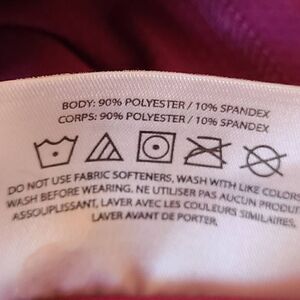 BODY: 90% POLYESTER / 10% SPANDEX
CORPS: 90% POLYESTER / 10% SPANDEX
DO NOT USE FABRIC SOFTENERS, WASH WITH LIKE COLORS
WASH BEFORE WEARING. NE UTILISER PAS AUCUN PRODUI
ASSOUPLISSANT, LAVER AVEC LES COULEURS SIMILAIRES,
LAVER AVANT DE PORTER.